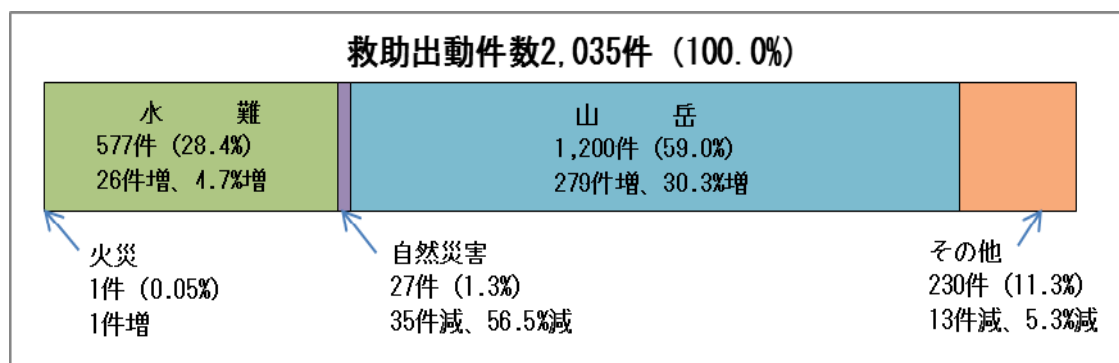 救助出動件数2,035件 (100.0%)
水　　難
577件 (28.4%)
26件増、4.7%増
山　　岳
1,200件 (59.0%)
279件増、30.3%増
火災
1件 (0.05%)
1件増
自然災害
27件 (1.3%)
35件減、56.5%減
その他
230件 (11.3%)
13件減、5.3%減